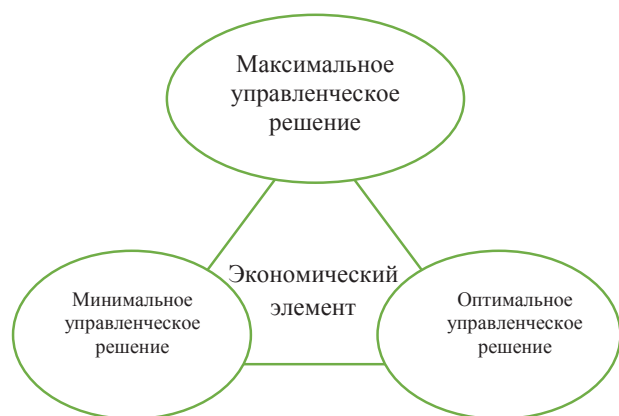 Максимальное
управленческое
решение
Экономический
элемент
Минимальное
управленческое
решение
Оптимальное
управленческое
решение